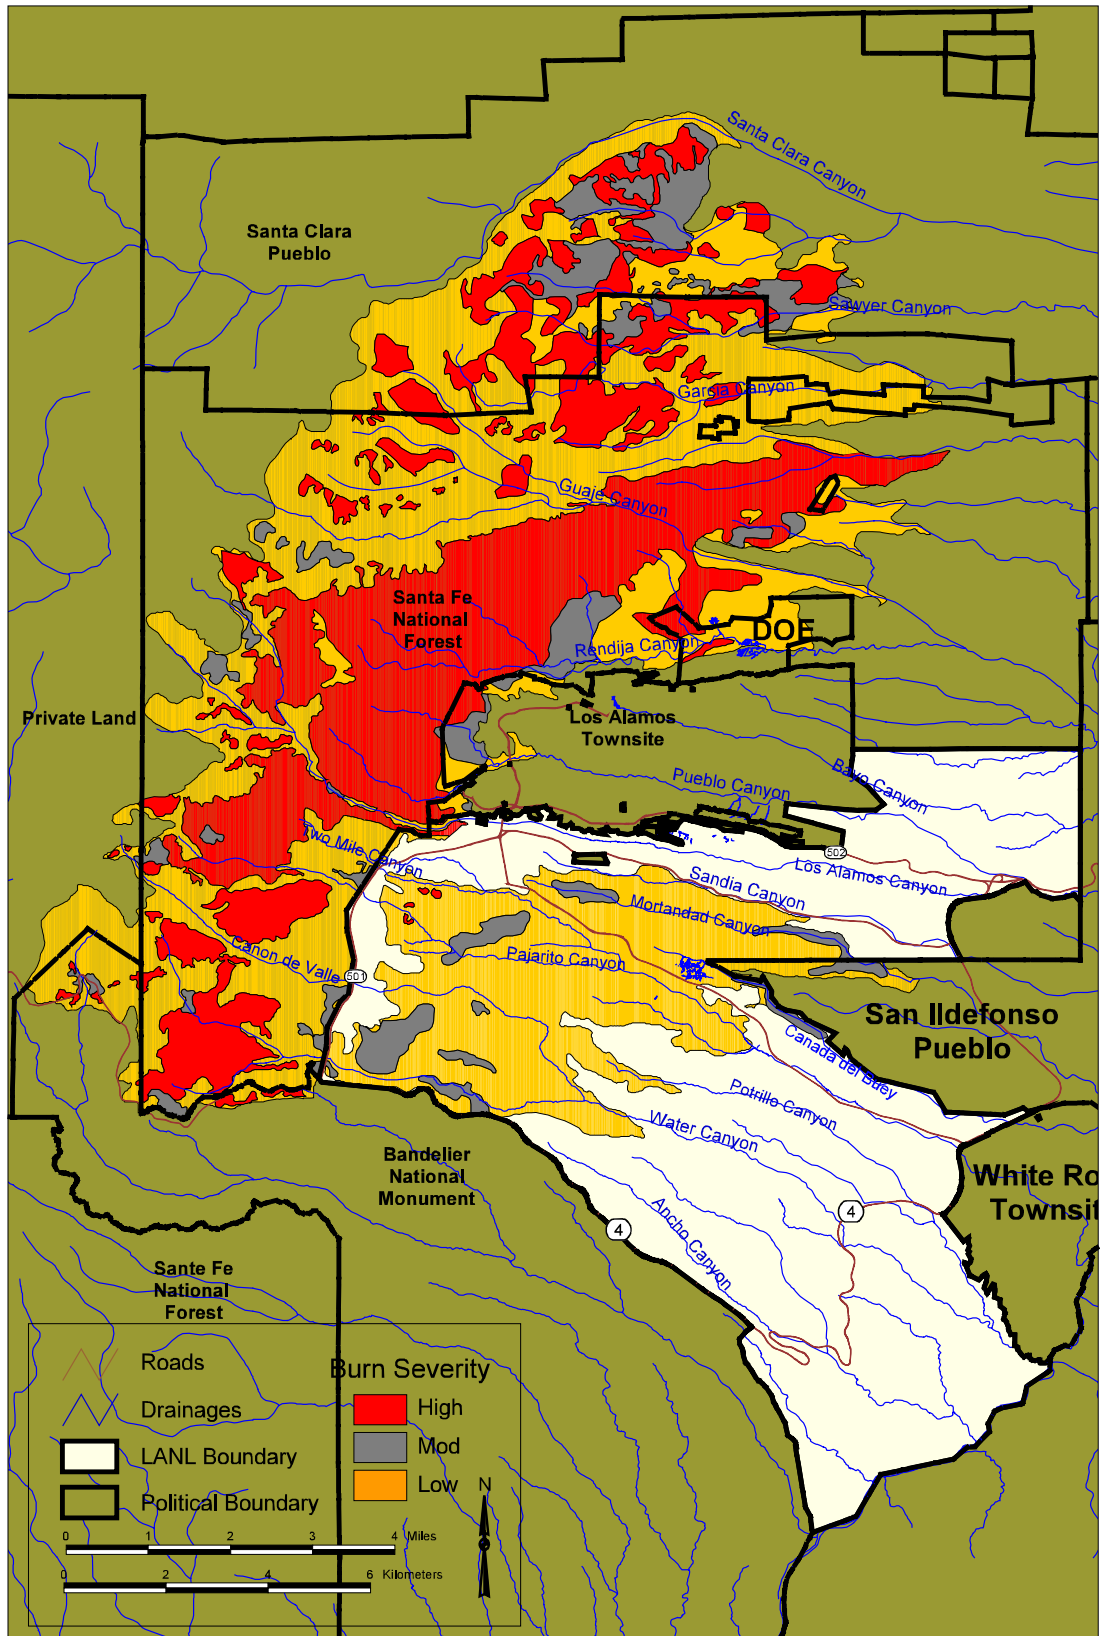 Santa Clara Canyon
Santa Clara
Pueblo
Sawyer Canyon
Garsia Canyon
Guaje Canyon
Santa Fe
National
Forest
DOE
Rendija Canyon
Private Land
Los Alamos
Townsite
Bayo Canyon
Pueblo Canyon
Two Mile Canyon
502
Los Alamos Canyon
Sandia Canyon
Mortandad Canyon
Canon de Valle
Pajarito Canyon
501
San Ildefonso
Pueblo
Canada del Buey
Potrillo Canyon
Water Canyon
Bandelier
National
Monument
White Ro
Townsit
Ancho Canyon
4
4
Sante Fe
National
Forest
Roads
Drainages
LANL Boundary
Political Boundary
Burn Severity
High
Mod
Low
N
0 1 2 3 4 Miles
0 2 4 6 Kilometers